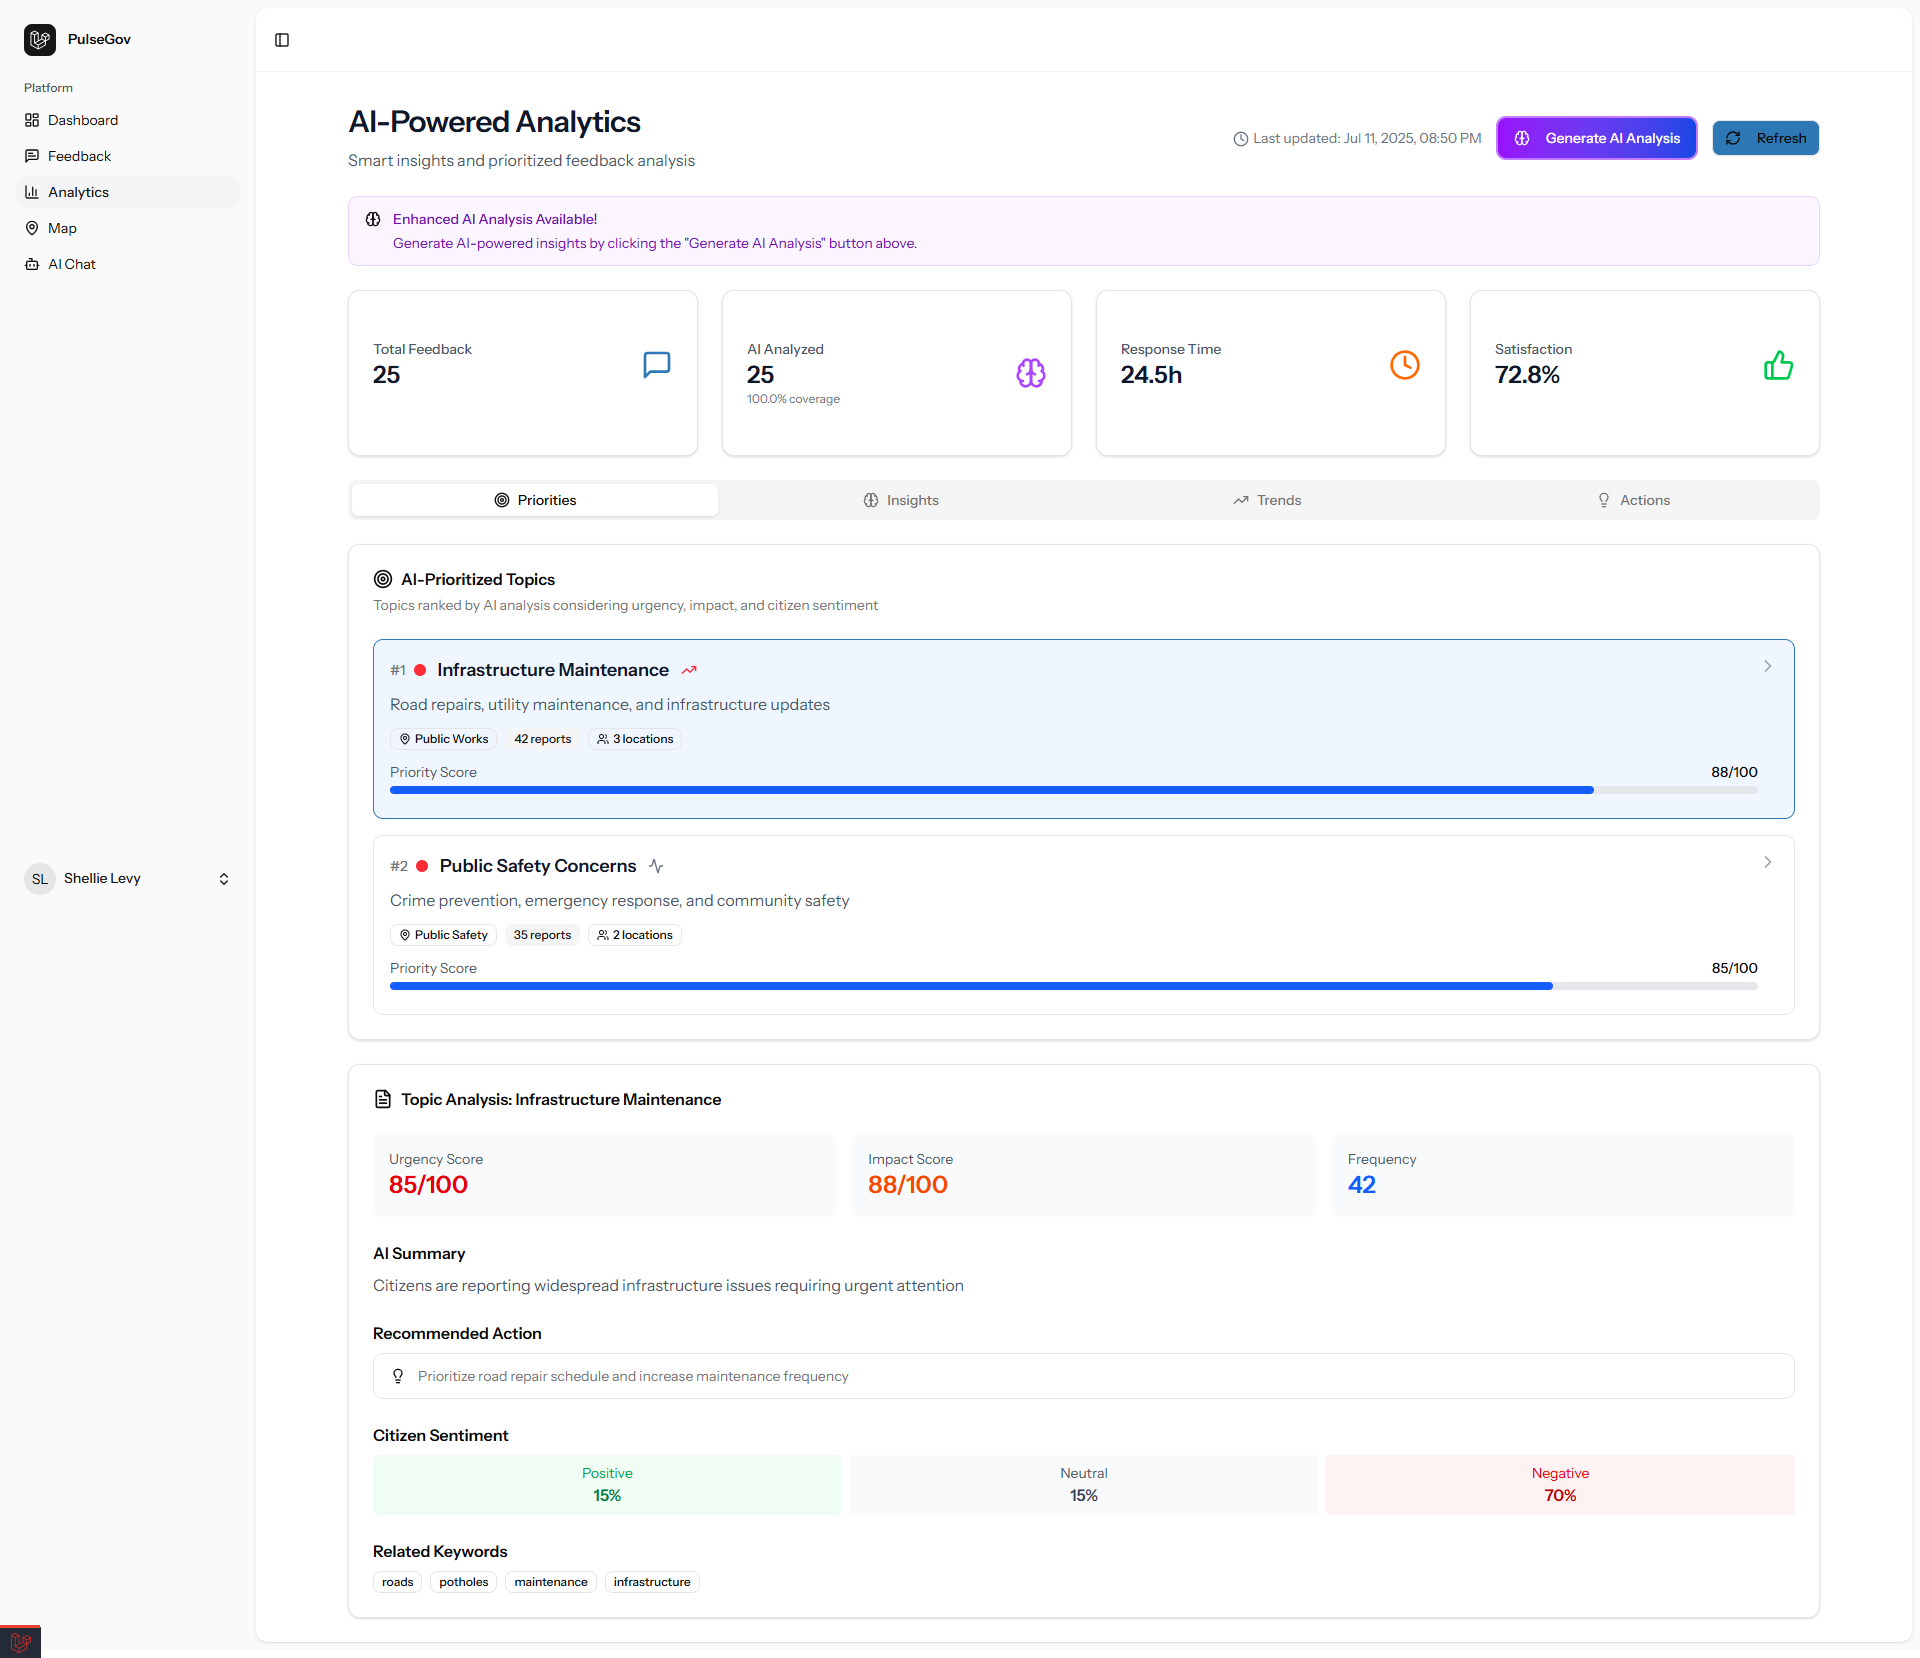 PulseGov
Platform
Dashboard
Feedback
Analytics
Map
AI Chat
SL Shellie Levy
AI-Powered Analytics
Smart insights and prioritized feedback analysis
Last updated: Jul 11, 2025, 08:50 PM
Generate AI Analysis
Refresh
Enhanced AI Analysis Available!
Generate AI-powered insights by clicking the "Generate AI Analysis" button above.
Total Feedback
25
AI Analyzed
25
100.0% coverage
Response Time
24.5h
Satisfaction
72.8%
Priorities
Insights
Trends
Actions
AI-Prioritized Topics
Topics ranked by AI analysis considering urgency, impact, and citizen sentiment
#1 Infrastructure Maintenance
Road repairs, utility maintenance, and infrastructure updates
Public Works 42 reports 3 locations
Priority Score 88/100
#2 Public Safety Concerns
Crime prevention, emergency response, and community safety
Public Safety 35 reports 2 locations
Priority Score 85/100
Topic Analysis: Infrastructure Maintenance
Urgency Score
85/100
Impact Score
88/100
Frequency
42
AI Summary
Citizens are reporting widespread infrastructure issues requiring urgent attention
Recommended Action
Prioritize road repair schedule and increase maintenance frequency
Citizen Sentiment
Positive
15%
Neutral
15%
Negative
70%
Related Keywords
roads potholes maintenance infrastructure